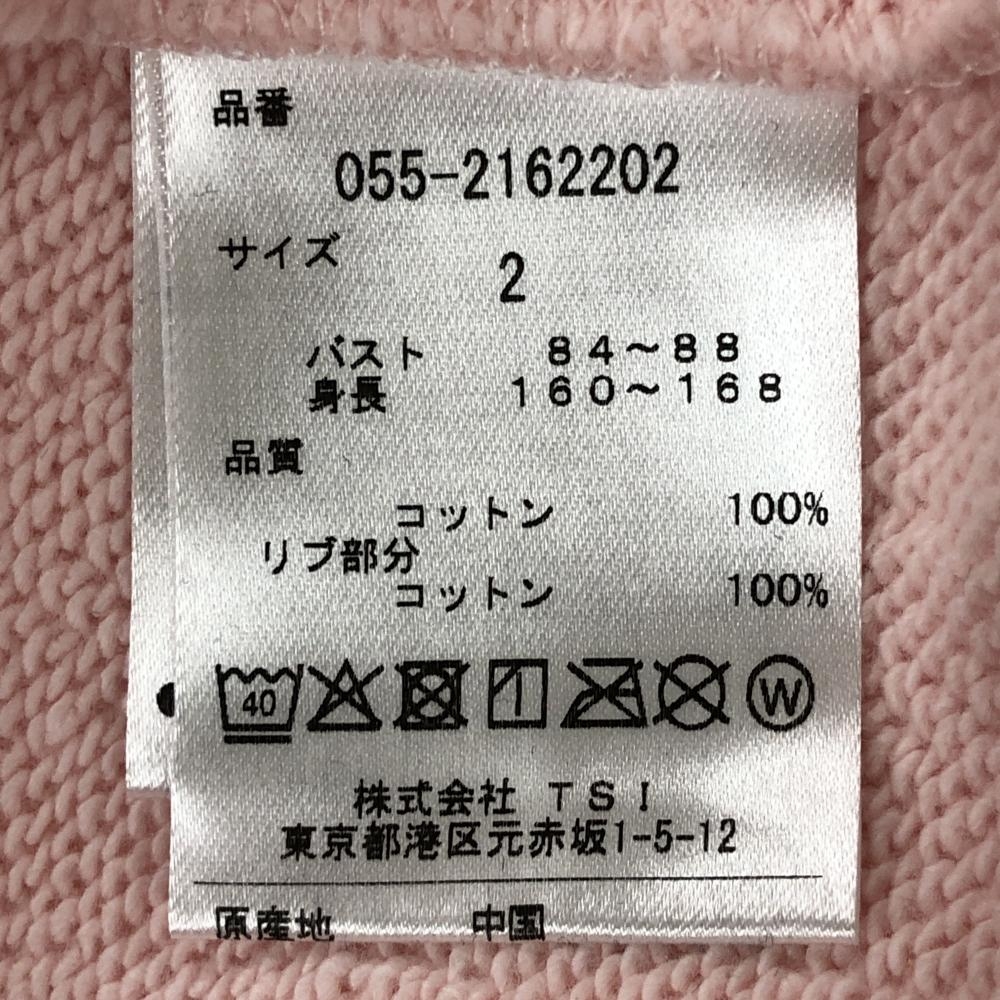 品番
055-2162202
サイズ
2
バスト 84～88
身長 160～168
品質
コットン 100%
リブ部分
コットン 100%
40 W
株式会社 TSI
東京都港区元赤坂1-5-12
原産地 中国